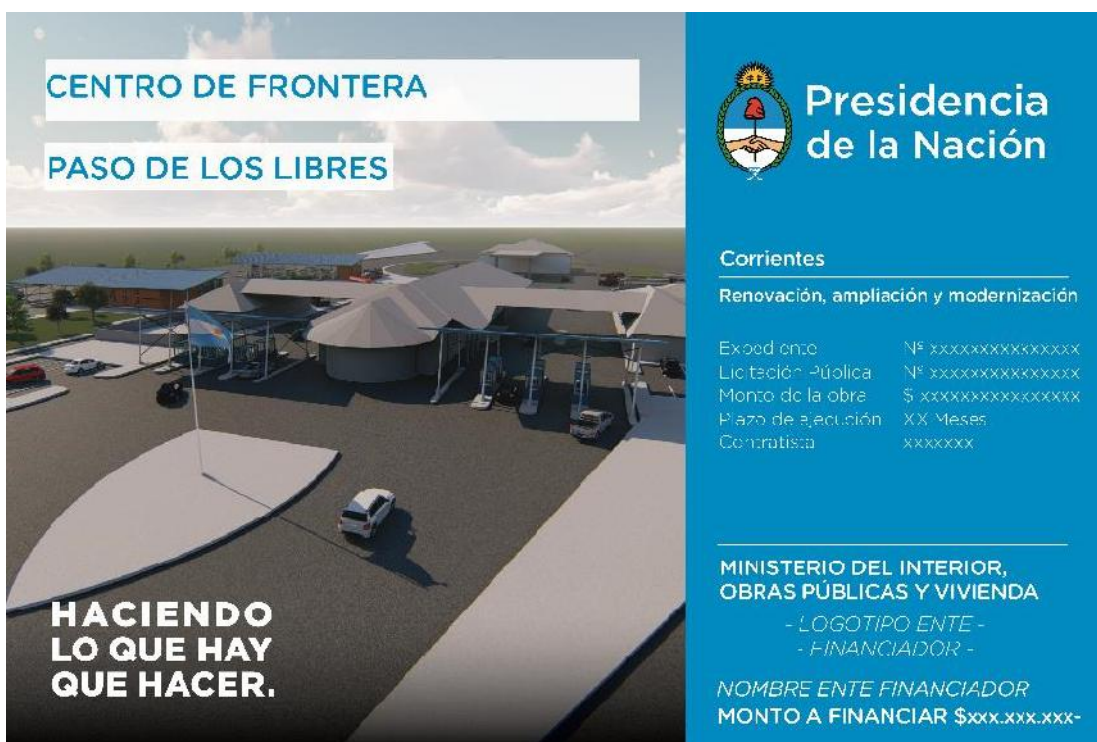 CENTRO DE FRONTERA
PASO DE LOS LIBRES
HACIENDO
LO QUE HAY
QUE HACER.
Presidencia
de la Nación
Corrientes
Renovación, ampliación y modernización
Expediente Nº xxxxxxxxxxxxxxx
Licitación Pública Nº xxxxxxxxxxxxxxx
Monto de la obra $ xxxxxxxxxxxxxxxx
Plazo de ejecución XX Meses
Contratista xxxxxxx
MINISTERIO DEL INTERIOR,
OBRAS PÚBLICAS Y VIVIENDA
- LOGOTIPO ENTE -
- FINANCIADOR -
NOMBRE ENTE FINANCIADOR
MONTO A FINANCIAR $xxx.xxx.xxx-